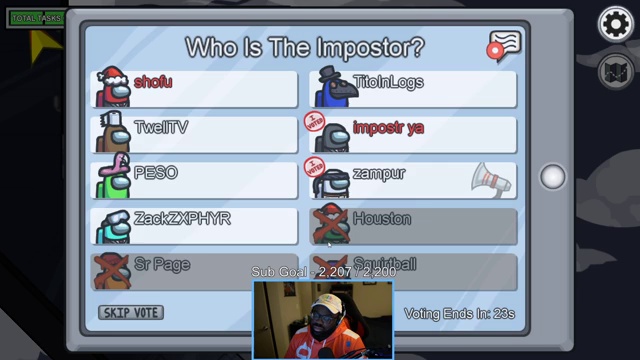 TOTAL TASKS
Who Is The Impostor?
shofu
TitoInLogs
TwellTV
I VOTED
impostr ya
PESO
I VOTED
zampur
ZackZXPHYR
Houston
Sr Page
Squirtball
Sub Goal - 2,207 / 2,200
SKIP VOTE
Voting Ends In: 23s